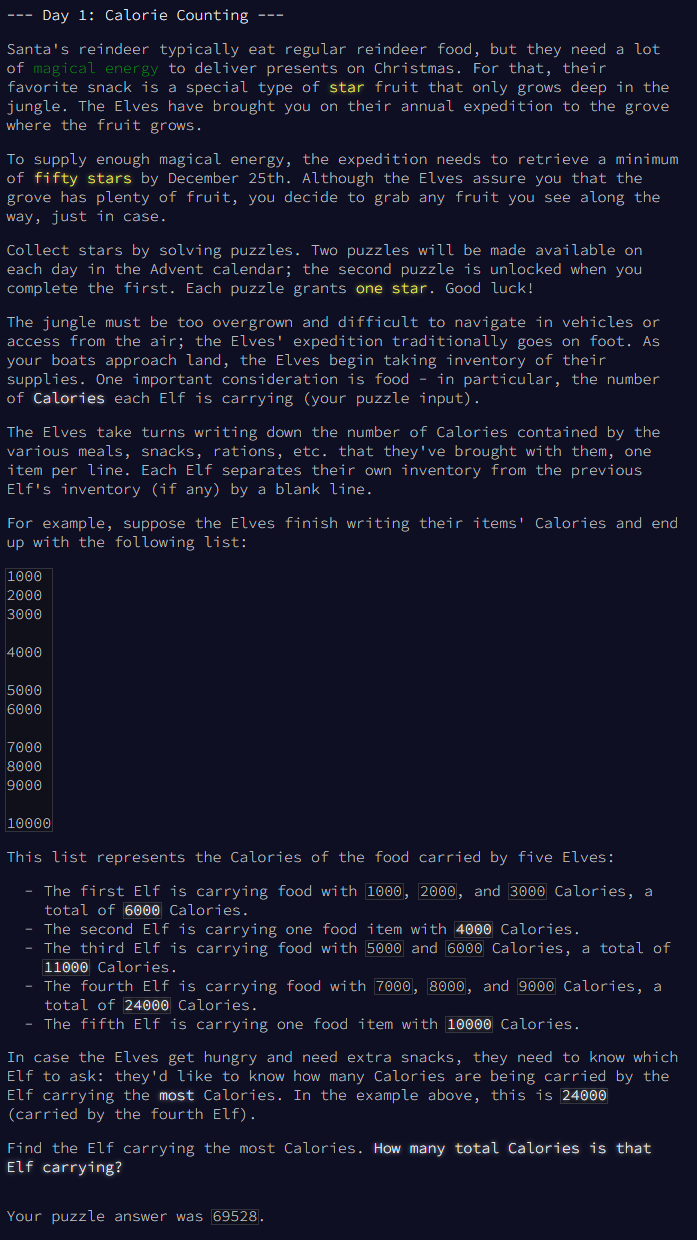 --- Day 1: Calorie Counting ---
Santa's reindeer typically eat regular reindeer food, but they need a lot
of magical energy to deliver presents on Christmas. For that, their
favorite snack is a special type of star fruit that only grows deep in the
jungle. The Elves have brought you on their annual expedition to the grove
where the fruit grows.
To supply enough magical energy, the expedition needs to retrieve a minimum
of fifty stars by December 25th. Although the Elves assure you that the
grove has plenty of fruit, you decide to grab any fruit you see along the
way, just in case.
Collect stars by solving puzzles. Two puzzles will be made available on
each day in the Advent calendar; the second puzzle is unlocked when you
complete the first. Each puzzle grants one star. Good luck!
The jungle must be too overgrown and difficult to navigate in vehicles or
access from the air; the Elves' expedition traditionally goes on foot. As
your boats approach land, the Elves begin taking inventory of their
supplies. One important consideration is food - in particular, the number
of Calories each Elf is carrying (your puzzle input).
The Elves take turns writing down the number of Calories contained by the
various meals, snacks, rations, etc. that they've brought with them, one
item per line. Each Elf separates their own inventory from the previous
Elf's inventory (if any) by a blank line.
For example, suppose the Elves finish writing their items' Calories and end
up with the following list:
1000
2000
3000
4000
5000
6000
7000
8000
9000
10000
This list represents the Calories of the food carried by five Elves:
- The first Elf is carrying food with 1000, 2000, and 3000 Calories, a
total of 6000 Calories.
- The second Elf is carrying one food item with 4000 Calories.
- The third Elf is carrying food with 5000 and 6000 Calories, a total of
11000 Calories.
- The fourth Elf is carrying food with 7000, 8000, and 9000 Calories, a
total of 24000 Calories.
- The fifth Elf is carrying one food item with 10000 Calories.
In case the Elves get hungry and need extra snacks, they need to know which
Elf to ask: they'd like to know how many Calories are being carried by the
Elf carrying the most Calories. In the example above, this is 24000
(carried by the fourth Elf).
Find the Elf carrying the most Calories. How many total Calories is that
Elf carrying?
Your puzzle answer was 69528.